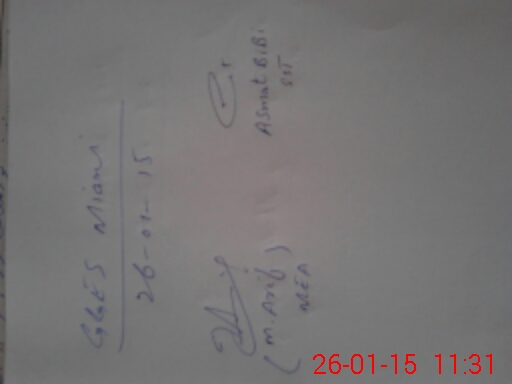 GGES Miani
26-01-15
Asmat BiBi
SST
(M. Arif)
MEA
26-01-15 11:31